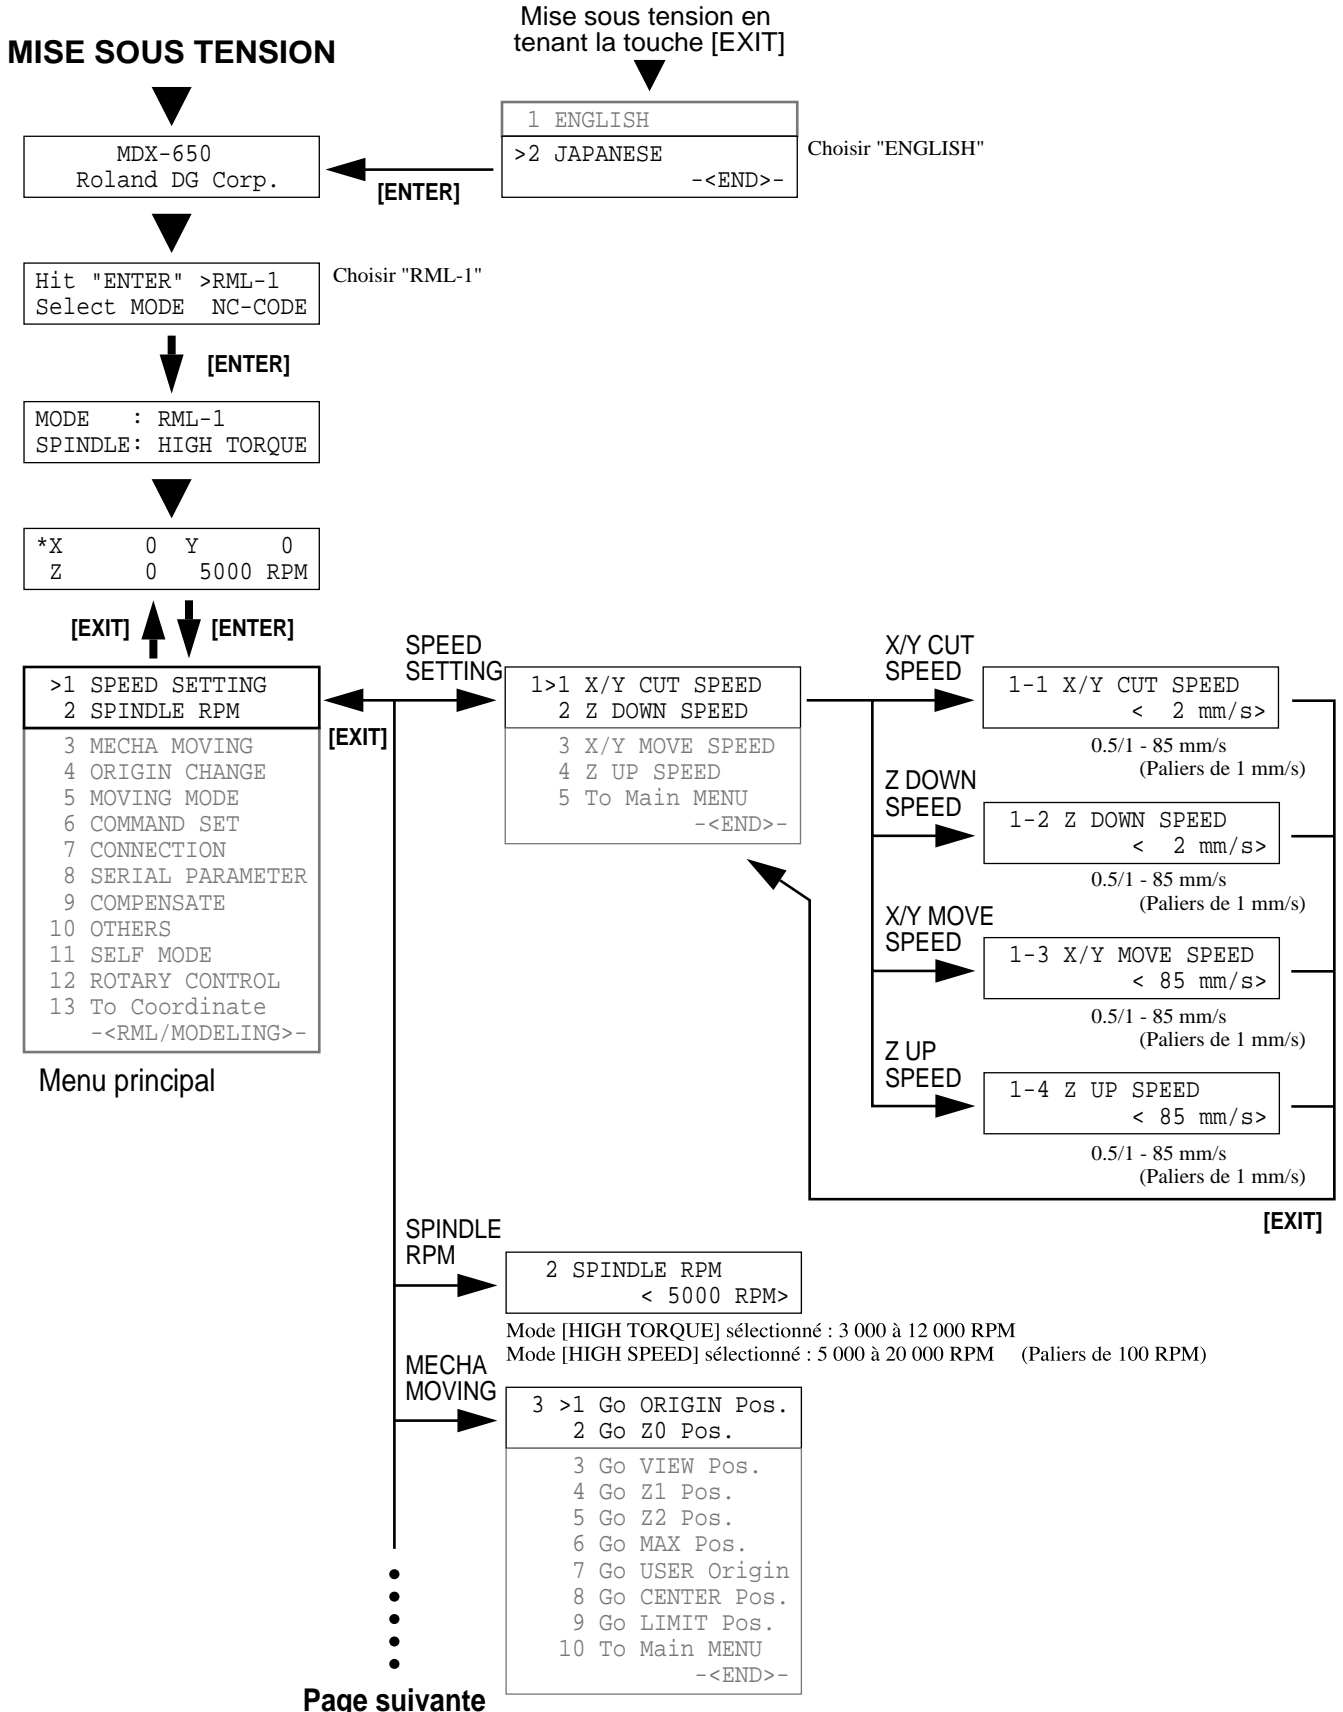 MISE SOUS TENSION
Mise sous tension en
tenant la touche [EXIT]
1 ENGLISH
>2 JAPANESE
-<END>-
Choisir "ENGLISH"
[ENTER]
MDX-650
Roland DG Corp.
Hit "ENTER" >RML-1
Select MODE NC-CODE
Choisir "RML-1"
[ENTER]
MODE : RML-1
SPINDLE: HIGH TORQUE
*X 0 Y 0
Z 0 5000 RPM
[EXIT]
[ENTER]
>1 SPEED SETTING
2 SPINDLE RPM
3 MECHA MOVING
4 ORIGIN CHANGE
5 MOVING MODE
6 COMMAND SET
7 CONNECTION
8 SERIAL PARAMETER
9 COMPENSATE
10 OTHERS
11 SELF MODE
12 ROTARY CONTROL
13 To Coordinate
-<RML/MODELING>-
Menu principal
[EXIT]
SPEED
SETTING
1>1 X/Y CUT SPEED
2 Z DOWN SPEED
3 X/Y MOVE SPEED
4 Z UP SPEED
5 To Main MENU
-<END>-
X/Y CUT
SPEED
1-1 X/Y CUT SPEED
< 2 mm/s>
0.5/1 - 85 mm/s
(Paliers de 1 mm/s)
Z DOWN
SPEED
1-2 Z DOWN SPEED
< 2 mm/s>
0.5/1 - 85 mm/s
(Paliers de 1 mm/s)
X/Y MOVE
SPEED
1-3 X/Y MOVE SPEED
< 85 mm/s>
0.5/1 - 85 mm/s
(Paliers de 1 mm/s)
Z UP
SPEED
1-4 Z UP SPEED
< 85 mm/s>
0.5/1 - 85 mm/s
(Paliers de 1 mm/s)
[EXIT]
SPINDLE
RPM
2 SPINDLE RPM
< 5000 RPM>
Mode [HIGH TORQUE] sélectionné : 3 000 à 12 000 RPM
Mode [HIGH SPEED] sélectionné : 5 000 à 20 000 RPM (Paliers de 100 RPM)
MECHA
MOVING
3 >1 Go ORIGIN Pos.
2 Go Z0 Pos.
3 Go VIEW Pos.
4 Go Z1 Pos.
5 Go Z2 Pos.
6 Go MAX Pos.
7 Go USER Origin
8 Go CENTER Pos.
9 Go LIMIT Pos.
10 To Main MENU
-<END>-
Page suivante